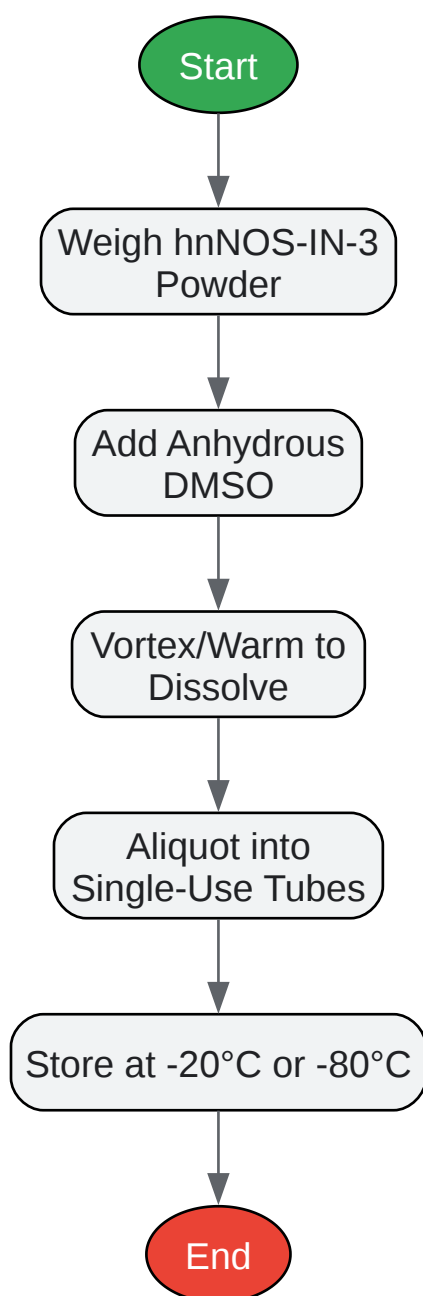 Start
Weigh hnNOS-IN-3
Powder
Add Anhydrous
DMSO
Vortex/Warm to
Dissolve
Aliquot into
Single-Use Tubes
Store at -20°C or -80°C
End